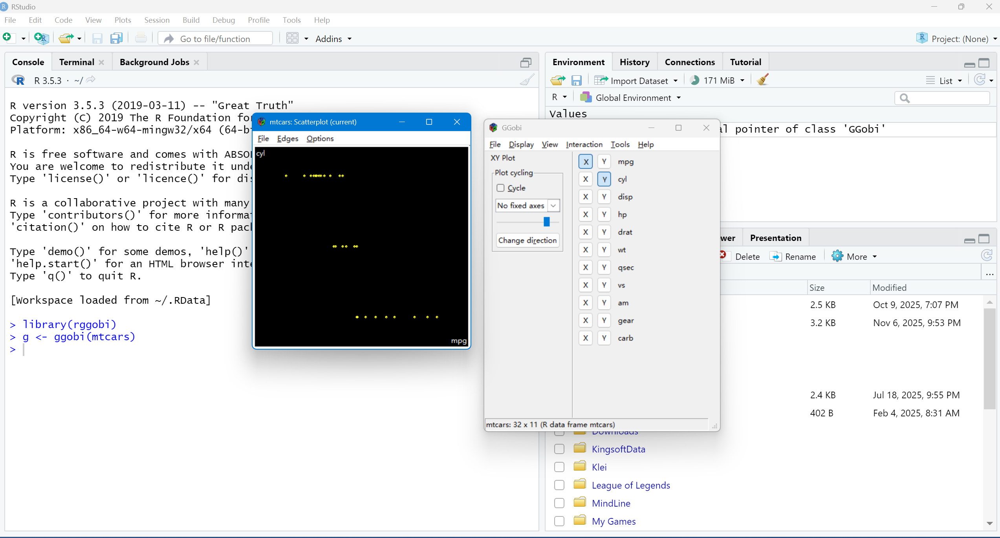 RStudio
File Edit Code View Plots Session Build Debug Profile Tools Help
Go to file/function
Addins
Project: (None)
Console Terminal Background Jobs
R 3.5.3 · ~/
R version 3.5.3 (2019-03-11) -- "Great Truth"
Copyright (C) 2019 The R Foundation
Platform: x86_64-w64-mingw32/x64
R is free software and comes with
You are welcome to redistribute it
Type 'license()' or 'licence()' for
R is a collaborative project with many
Type 'contributors()' for more
'citation()' on how to cite R or R
Type 'demo()' for some demos, 'help()'
'help.start()' for an HTML browser
Type 'q()' to quit R.
[Workspace loaded from ~/.RData]
> library(rggobi)
> g <- ggobi(mtcars)
>
mtcars: Scatterplot (current)
File Edges Options
cyl
mpg
GGobi
File Display View Interaction Tools Help
XY Plot
Plot cycling
Cycle
No fixed axes
Change direction
X Y mpg
X Y cyl
X Y disp
X Y hp
X Y drat
X Y wt
X Y qsec
X Y vs
X Y am
X Y gear
X Y carb
mtcars: 32 x 11 (R data frame mtcars)
Environment History Connections Tutorial
Import Dataset 171 MiB List
R Global Environment
Values
pointer of class 'GGobi'
Presentation
Delete Rename More
...
Size Modified
2.5 KB Oct 9, 2025, 7:07 PM
3.2 KB Nov 6, 2025, 9:53 PM
2.4 KB Jul 18, 2025, 9:55 PM
402 B Feb 4, 2025, 8:31 AM
Downloads
KingsoftData
Klei
League of Legends
MindLine
My Games